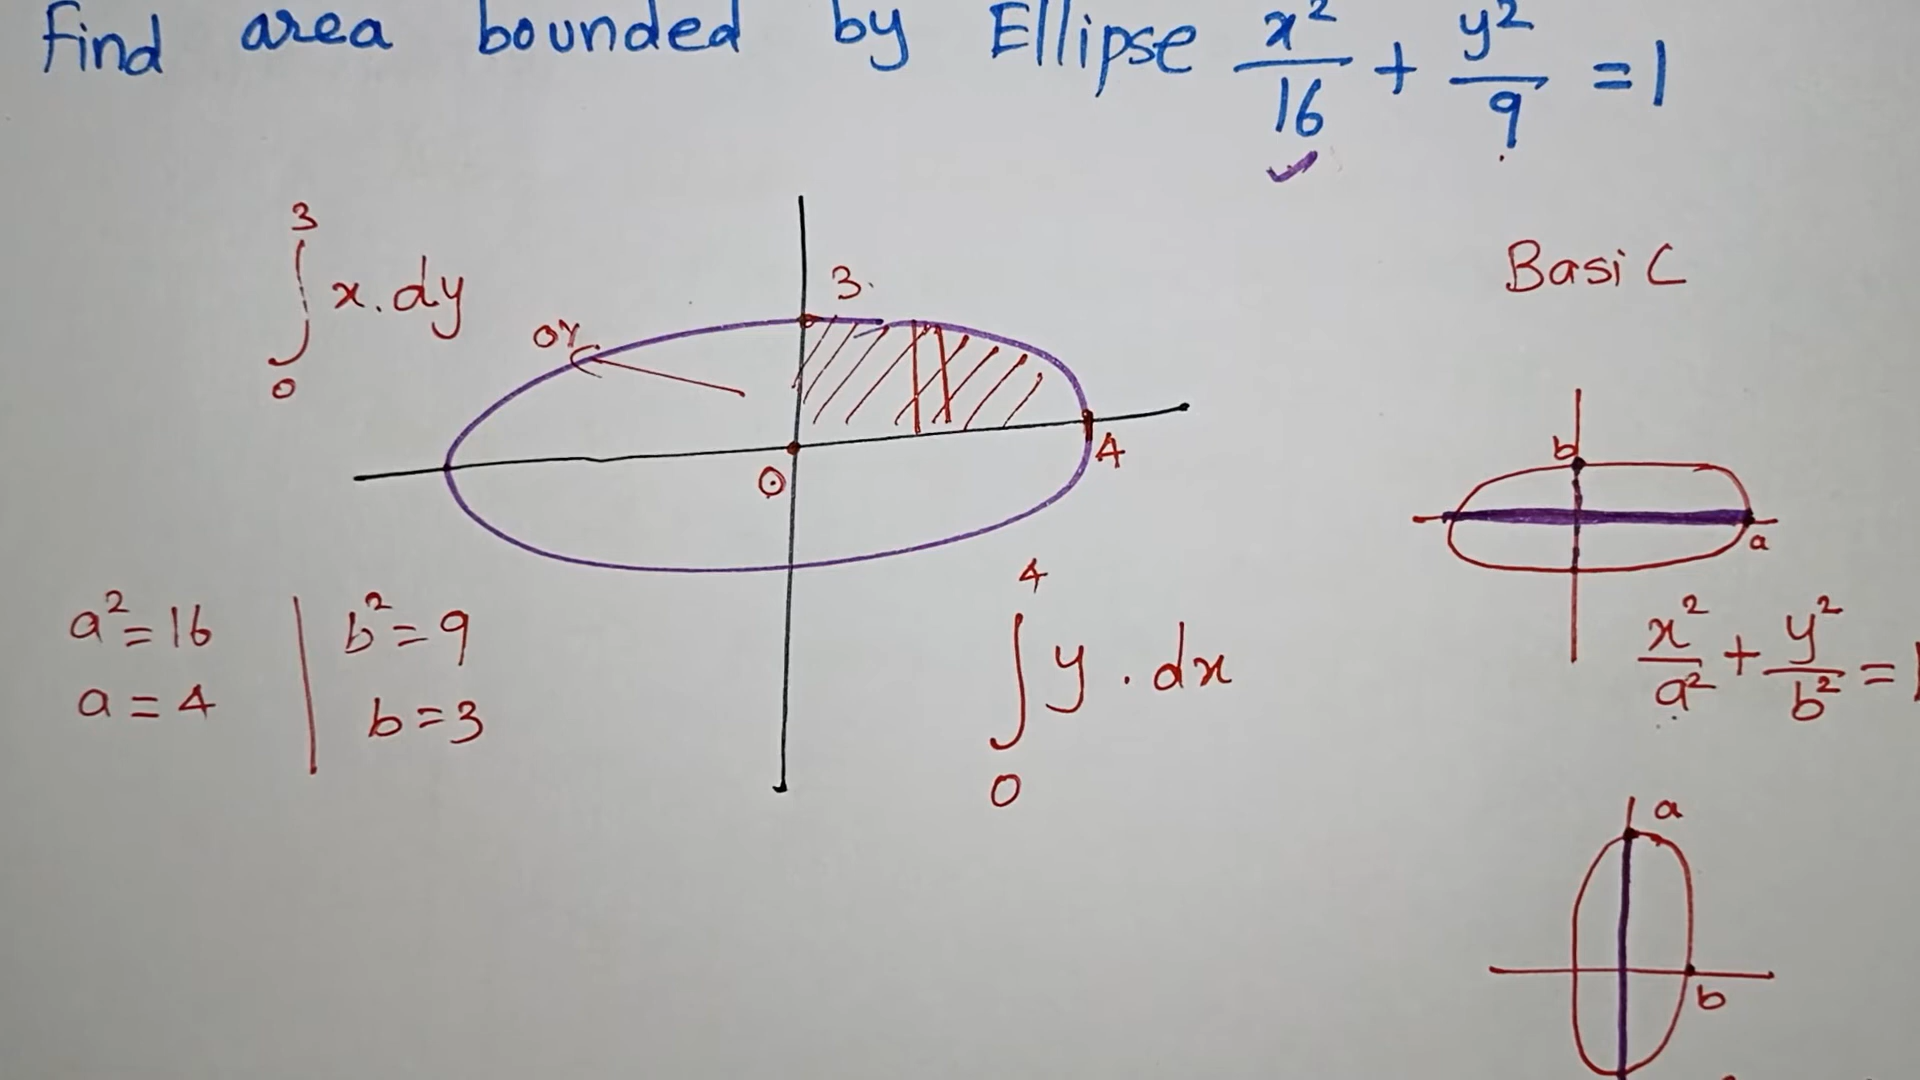 Find area bounded by Ellipse x²/16 + y²/9 = 1
3
∫ x.dy
0
or
3.
0
4
Basic
b
a
a²=16 | b²=9
a=4 | b=3
4
∫ y.dx
0
x²/a² + y²/b² = 1
a
b